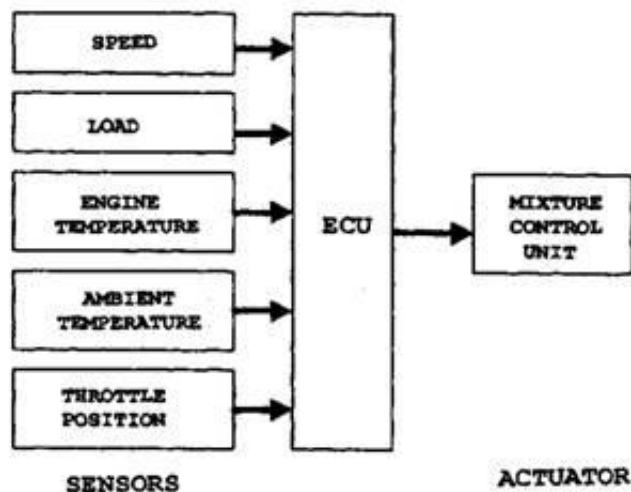 SPEED
LOAD
ENGINE
TEMPERATURE
AMBIENT
TEMPERATURE
THROTTLE
POSITION
SENSORS
ECU
MIXTURE
CONTROL
UNIT
ACTUATOR